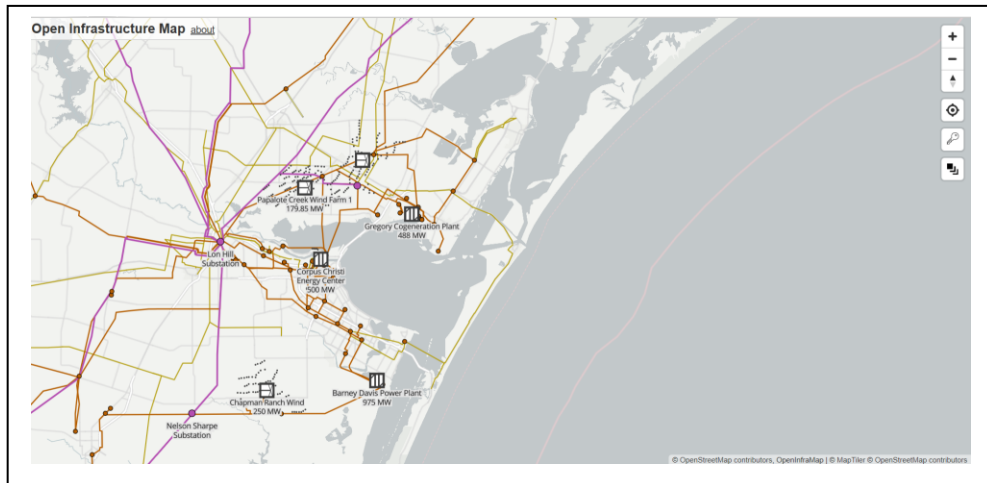 Open Infrastructure Map about
Papalote Creek Wind Farm 1
179.85 MW
Gregory Cogeneration Plant
488 MW
Lon Hill
Substation
Corpus Christi
Energy Center
500 MW
Barney Davis Power Plant
975 MW
Chapman Ranch Wind
250 MW
Nelson Sharpe
Substation
© OpenStreetMap contributors, OpenInfraMap | © MapTiler © OpenStreetMap contributors